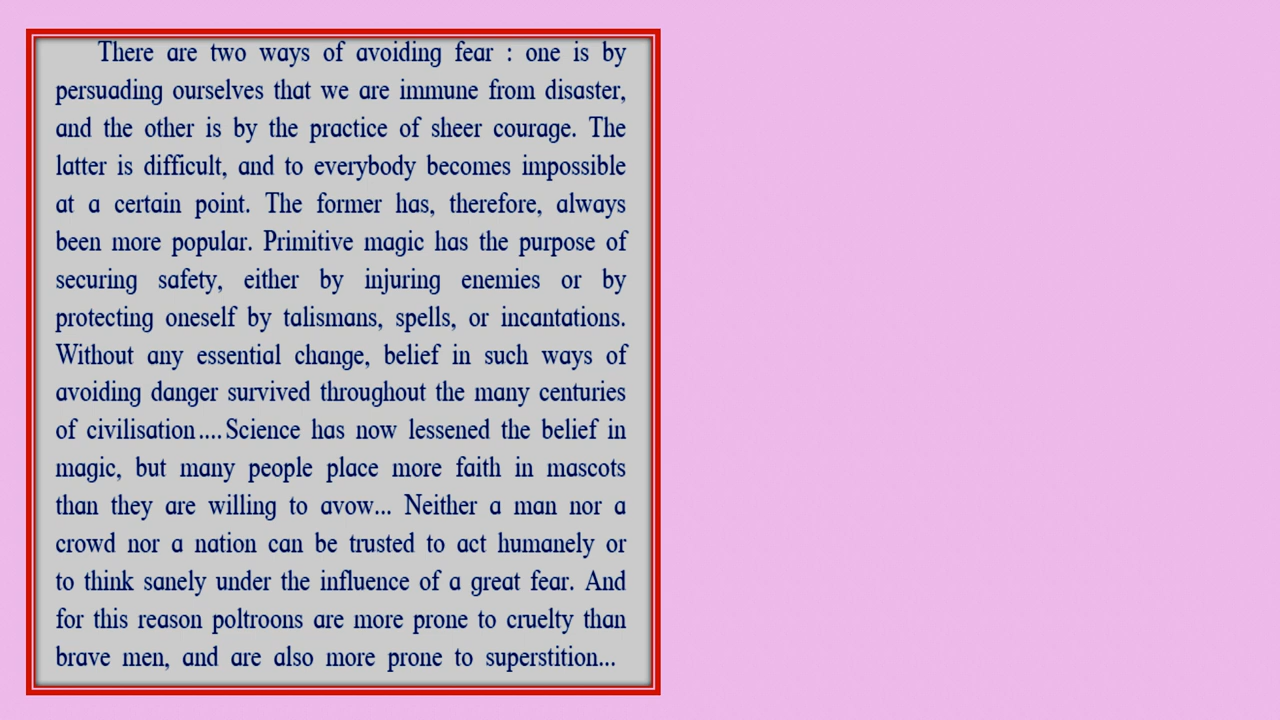 There are two ways of avoiding fear : one is by
persuading ourselves that we are immune from disaster,
and the other is by the practice of sheer courage. The
latter is difficult, and to everybody becomes impossible
at a certain point. The former has, therefore, always
been more popular. Primitive magic has the purpose of
securing safety, either by injuring enemies or by
protecting oneself by talismans, spells, or incantations.
Without any essential change, belief in such ways of
avoiding danger survived throughout the many centuries
of civilisation....Science has now lessened the belief in
magic, but many people place more faith in mascots
than they are willing to avow... Neither a man nor a
crowd nor a nation can be trusted to act humanely or
to think sanely under the influence of a great fear. And
for this reason poltroons are more prone to cruelty than
brave men, and are also more prone to superstition...